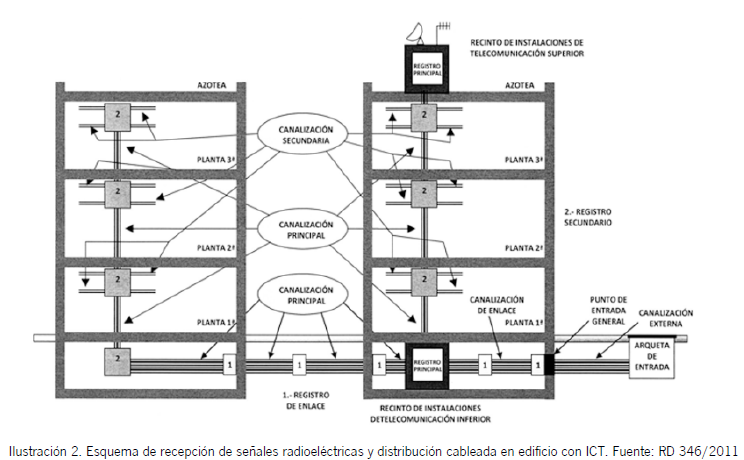 RECINTO DE INSTALACIONES DE
TELECOMUNICACIÓN SUPERIOR
REGISTRO
PRINCIPAL
AZOTEA
AZOTEA
2
2
CANALIZACIÓN
SECUNDARIA
PLANTA 3ª
PLANTA 3ª
2
2
2.- REGISTRO
SECUNDARIO
CANALIZACIÓN
PRINCIPAL
PLANTA 2ª
PLANTA 2ª
2
2
CANALIZACIÓN
PRINCIPAL
CANALIZACIÓN
DE ENLACE
PUNTO DE
ENTRADA
GENERAL
CANALIZACIÓN
EXTERNA
PLANTA 1ª
PLANTA 1ª
2
1
1
1
REGISTRO
PRINCIPAL
1
1
ARQUETA
DE
ENTRADA
1.- REGISTRO
DE ENLACE
RECINTO DE INSTALACIONES
DETELECOMUNICACIÓN INFERIOR
Ilustración 2. Esquema de recepción de señales radioeléctricas y distribución cableada en edificio con ICT. Fuente: RD 346/2011